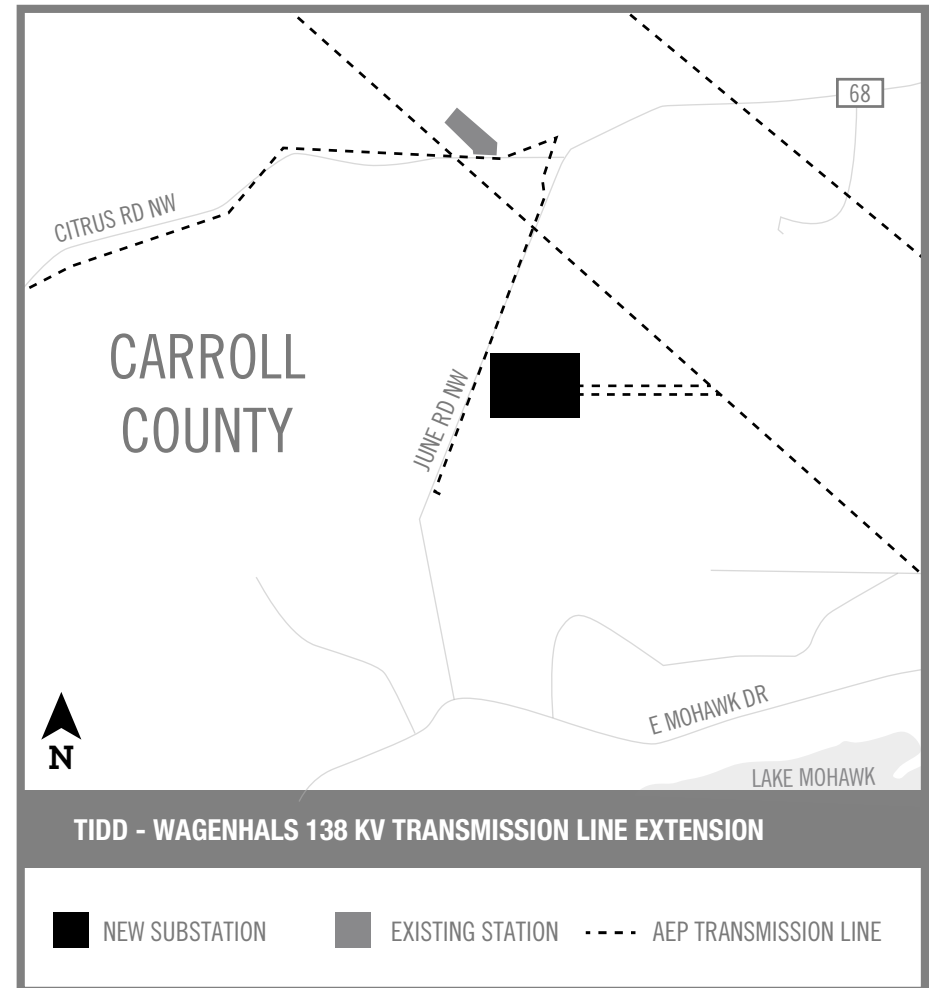 68
CITRUS RD NW
CARROLL
COUNTY
JUNE RD NW
E MOHAWK DR
N
LAKE MOHAWK
TIDD - WAGENHALS 138 KV TRANSMISSION LINE EXTENSION
NEW SUBSTATION
EXISTING STATION
AEP TRANSMISSION LINE